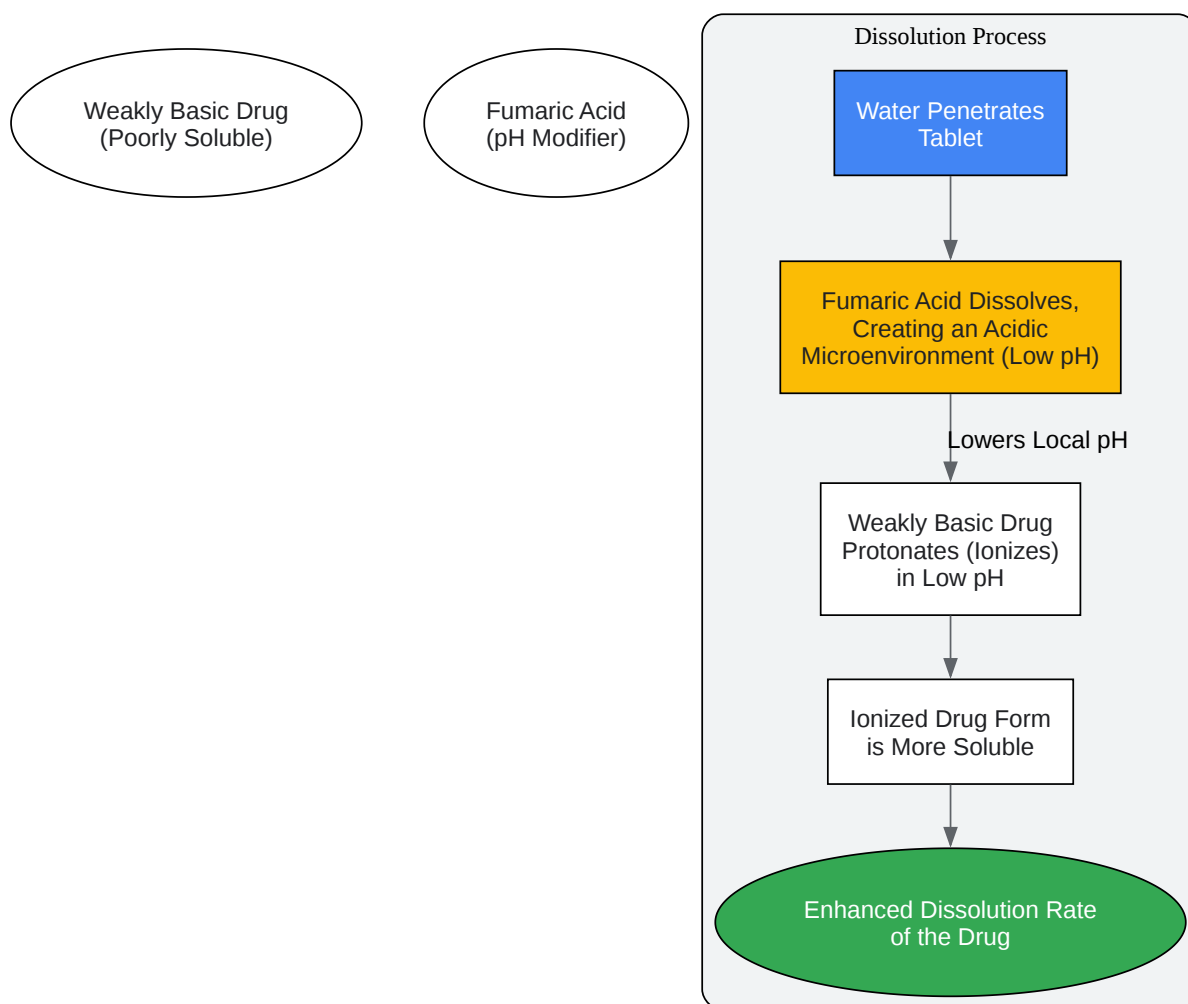 Weakly Basic Drug
(Poorly Soluble)
Fumaric Acid
(pH Modifier)
Dissolution Process
Water Penetrates
Tablet
Fumaric Acid Dissolves,
Creating an Acidic
Microenvironment (Low pH)
Lowers Local pH
Weakly Basic Drug
Protonates (Ionizes)
in Low pH
Ionized Drug Form
is More Soluble
Enhanced Dissolution Rate
of the Drug